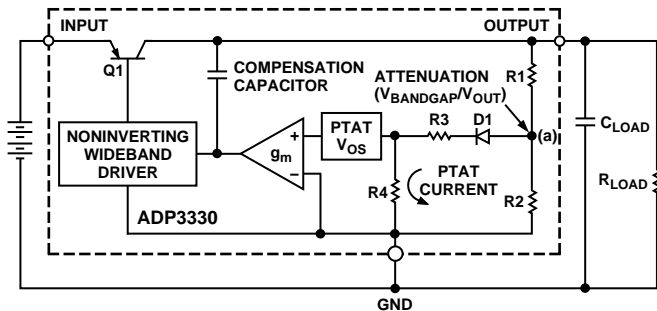 INPUT
OUTPUT
Q1
COMPENSATION
CAPACITOR
ATTENUATION
(VBANDGAP/VOUT)
R1
NONINVERTING
WIDEBAND
DRIVER
gm
+
−
PTAT
VOS
R3
D1
(a)
R4
PTAT
CURRENT
R2
CLOAD
RLOAD
ADP3330
GND